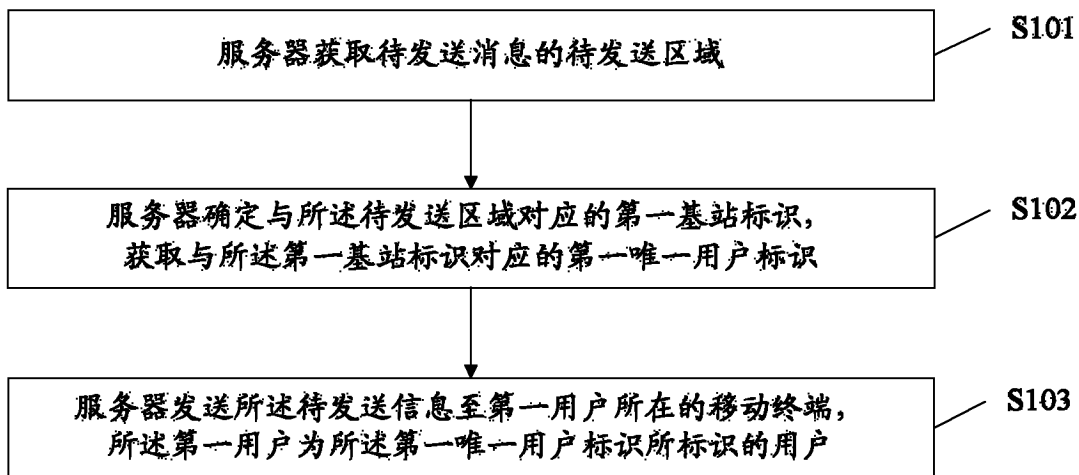 服务器获取待发送消息的待发送区域
S101
服务器确定与所述待发送区域对应的第一基站标识，
获取与所述第一基站标识对应的第一唯一用户标识
S102
服务器发送所述待发送信息至第一用户所在的移动终端，
所述第一用户为所述第一唯一用户标识所标识的用户
S103